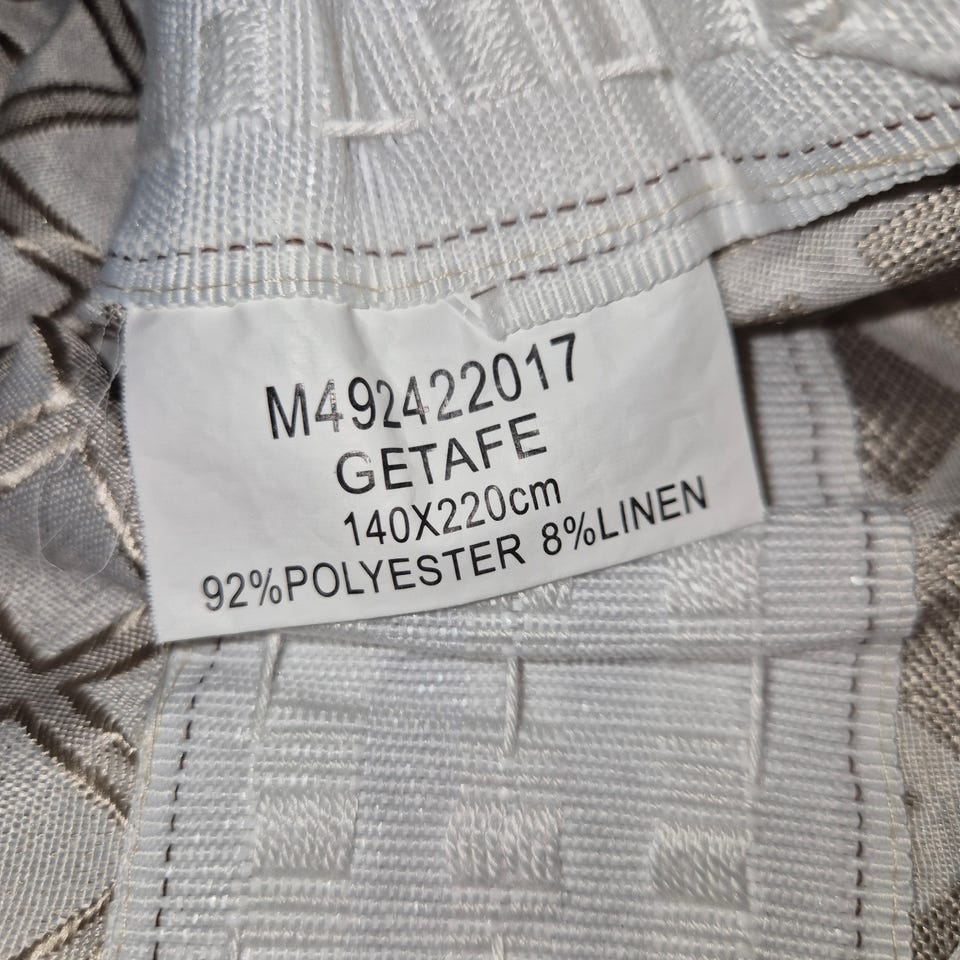 M492422017
GETAFE
140X220cm
92%POLYESTER 8%LINEN